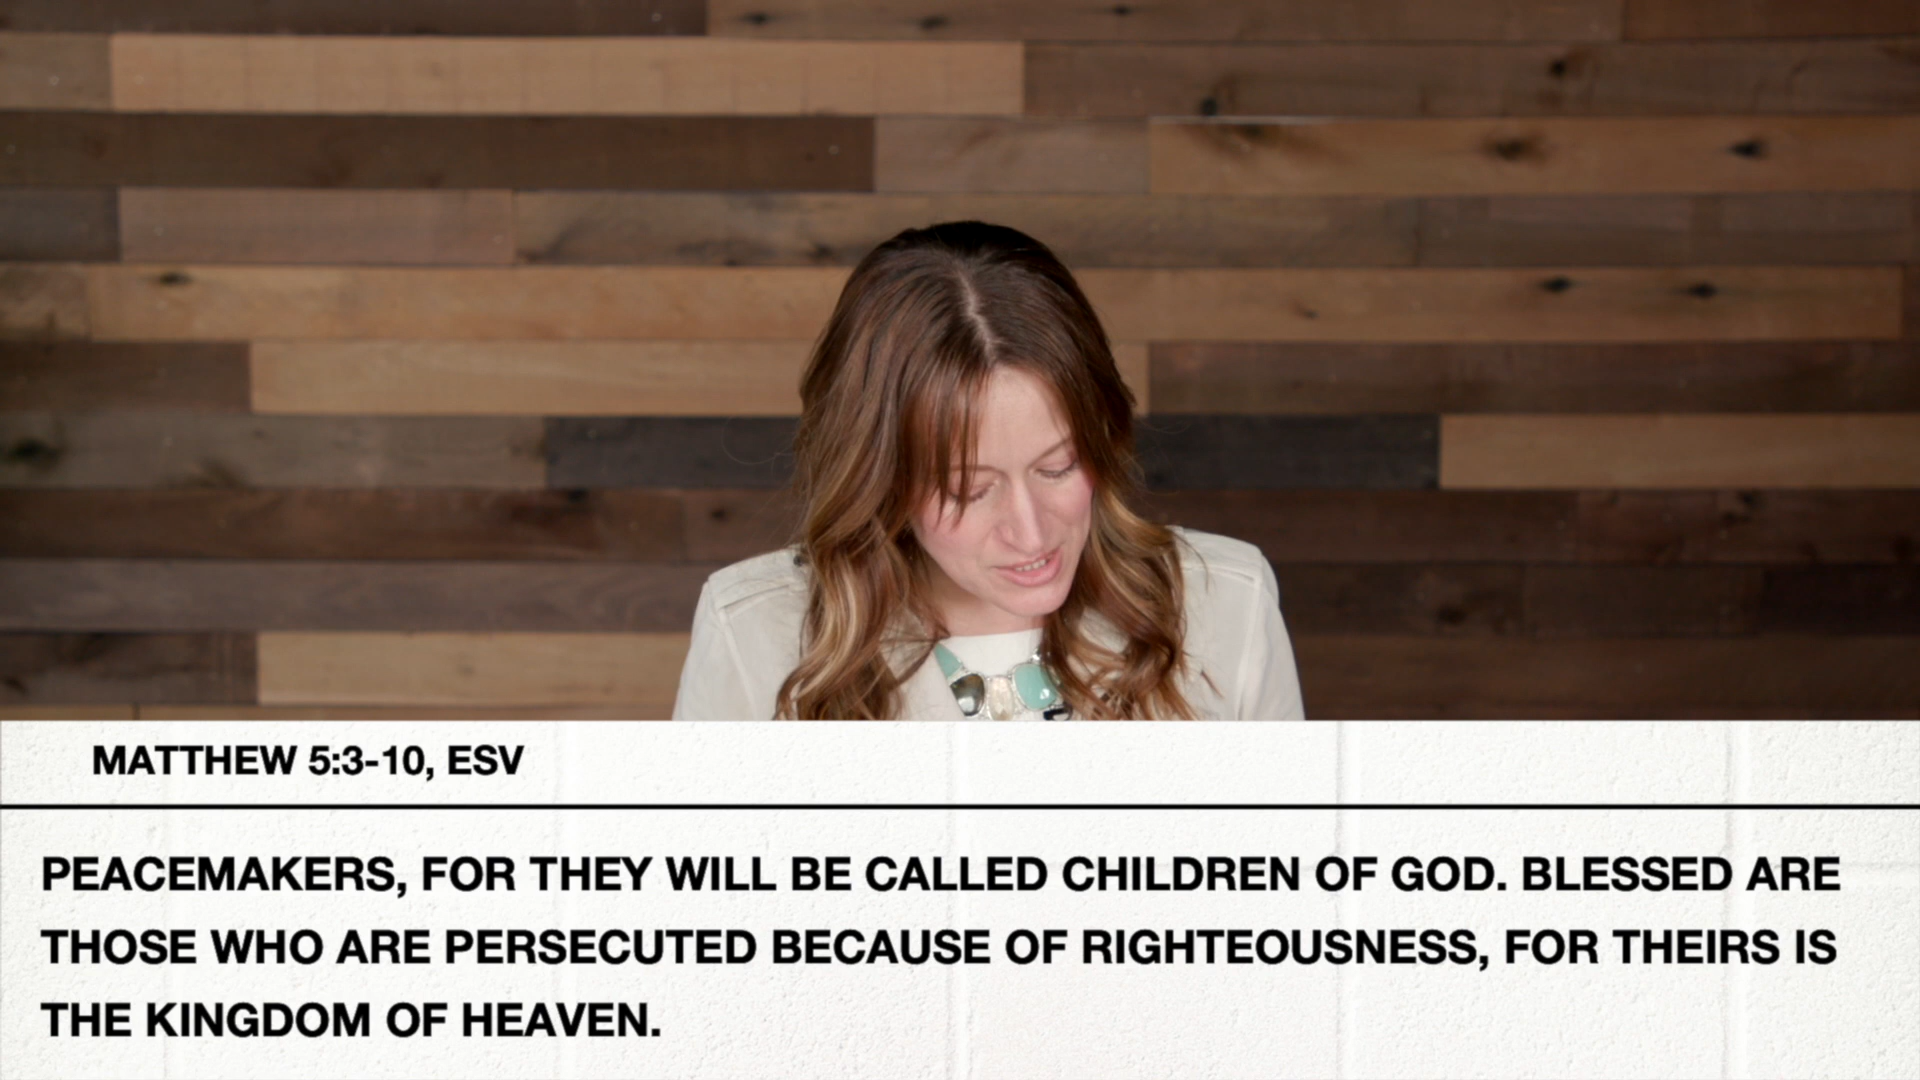 MATTHEW 5:3-10, ESV
PEACEMAKERS, FOR THEY WILL BE CALLED CHILDREN OF GOD. BLESSED ARE
THOSE WHO ARE PERSECUTED BECAUSE OF RIGHTEOUSNESS, FOR THEIRS IS
THE KINGDOM OF HEAVEN.